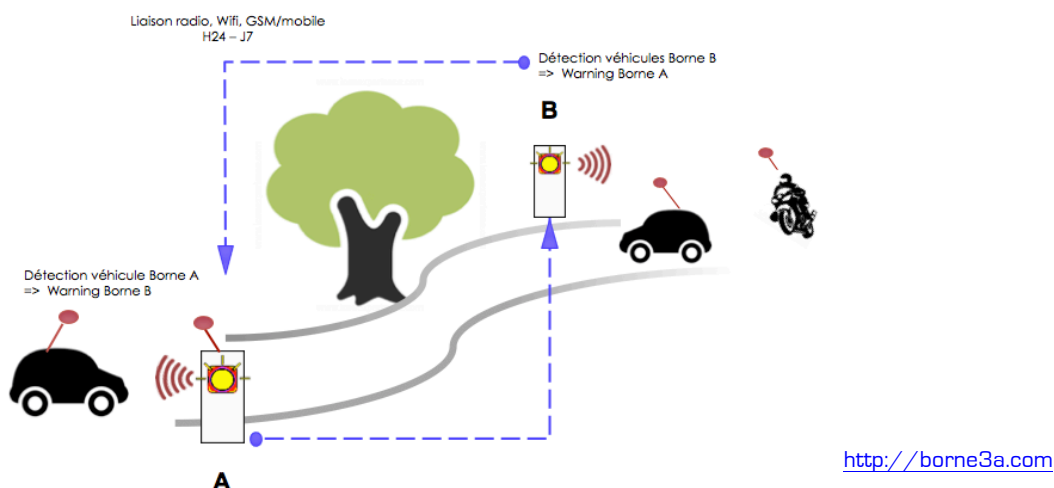 Liaison radio, Wifi, GSM/mobile
H24 – J7
Détection véhicules Borne B
=> Warning Borne A
B
Détection véhicule Borne A
=> Warning Borne B
A
http://borne3a.com